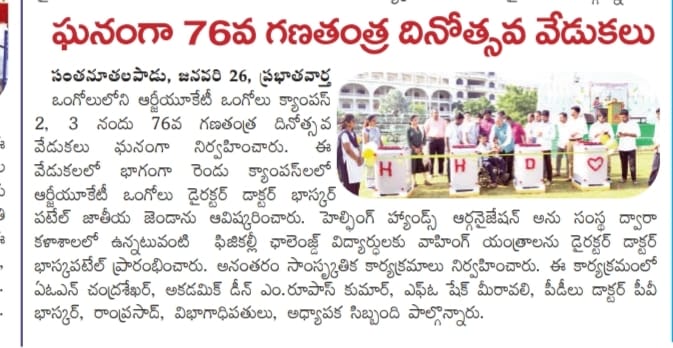 ఘనంగా 76వ గణతంత్ర దినోత్సవ వేడుకలు
సంతనూతలపాడు, జనవరి 26, ప్రభాతవార్త
ఒంగోలులోని ఆర్జీయూకేటీ ఒంగోలు క్యాంపస్
2, 3 నందు 76వ గణతంత్ర దినోత్సవ
వేడుకలు ఘనంగా నిర్వహించారు. ఈ
వేడుకలలో భాగంగా రెండు క్యాంపస్‌లలో
ఆర్జీయూకేటీ ఒంగోలు డైరక్టర్ డాక్టర్ భాస్కర్
H H D
పటేల్ జాతీయ జెండాను ఆవిష్కరించారు. హెల్పింగ్ హ్యాండ్స్ ఆర్గనైజేషన్ అను సంస్థ ద్వారా
కళాశాలలో ఉన్నటువంటి ఫిజికల్లీ ఛాలెంజ్డ్ విద్యార్థులకు వాషింగ్ యంత్రాలను డైరక్టర్ డాక్టర్
భాస్కపటేల్ ప్రారంభించారు. అనంతరం సాంస్కృతిక కార్యక్రమాలు నిర్వహించారు. ఈ కార్యక్రమంలో
ఏఓఎన్ చంద్రశేఖర్, అకడమిక్ డీన్ ఎం.రూపాస్ కుమార్, ఎఫ్ఓ షేక్ మీరావలి, పీడీలు డాక్టర్ పీవీ
భాస్కర్, రాంప్రసాద్, విభాగాధిపతులు, అధ్యాపక సిబ్బంది పాల్గొన్నారు.